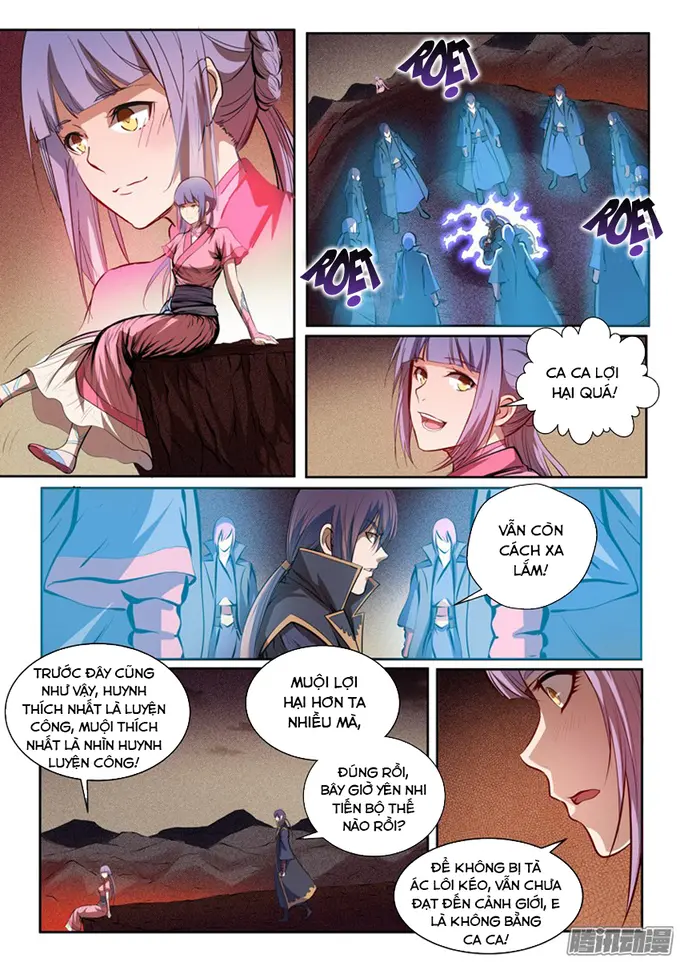 ROẸT
ROẸT
ROẸT
CA CA LỢI
HẠI QUÁ!
VẪN CÒN
CÁCH XA
LẮM!
TRƯỚC ĐÂY CŨNG
NHƯ VẬY, HUYNH
THÍCH NHẤT LÀ LUYỆN
CÔNG, MUỘI THÍCH
NHẤT LÀ NHÌN HUYNH
LUYỆN CÔNG!
MUỘI LỢI
HẠI HƠN TA
NHIỀU MÀ,
ĐÚNG RỒI,
BÂY GIỜ YÊN NHI
TIẾN BỘ THẾ
NÀO RỒI?
ĐỂ KHÔNG BỊ TÀ
ÁC LÔI KÉO, VẪN CHƯA
ĐẠT ĐẾN CẢNH GIỚI, E
LÀ KHÔNG BẰNG
CA CA!
腾讯动漫